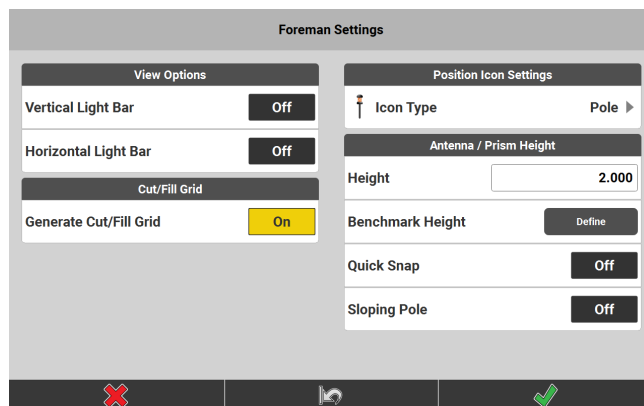 Foreman Settings
View Options
Vertical Light Bar Off
Horizontal Light Bar Off
Cut/Fill Grid
Generate Cut/Fill Grid On
Position Icon Settings
Icon Type Pole
Antenna / Prism Height
Height 2.000
Benchmark Height Define
Quick Snap Off
Sloping Pole Off